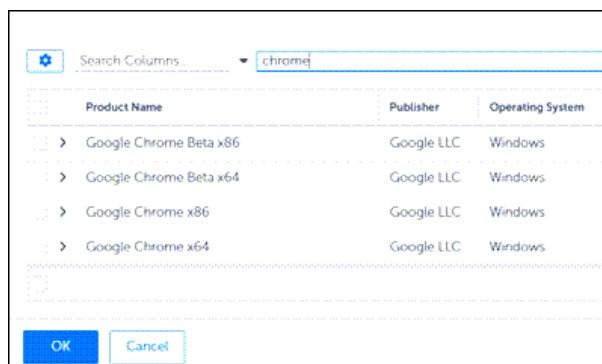 Search Columns... chrome
Product Name Publisher Operating System
Google Chrome Beta x86 Google LLC Windows
Google Chrome Beta x64 Google LLC Windows
Google Chrome x86 Google LLC Windows
Google Chrome x64 Google LLC Windows
OK Cancel